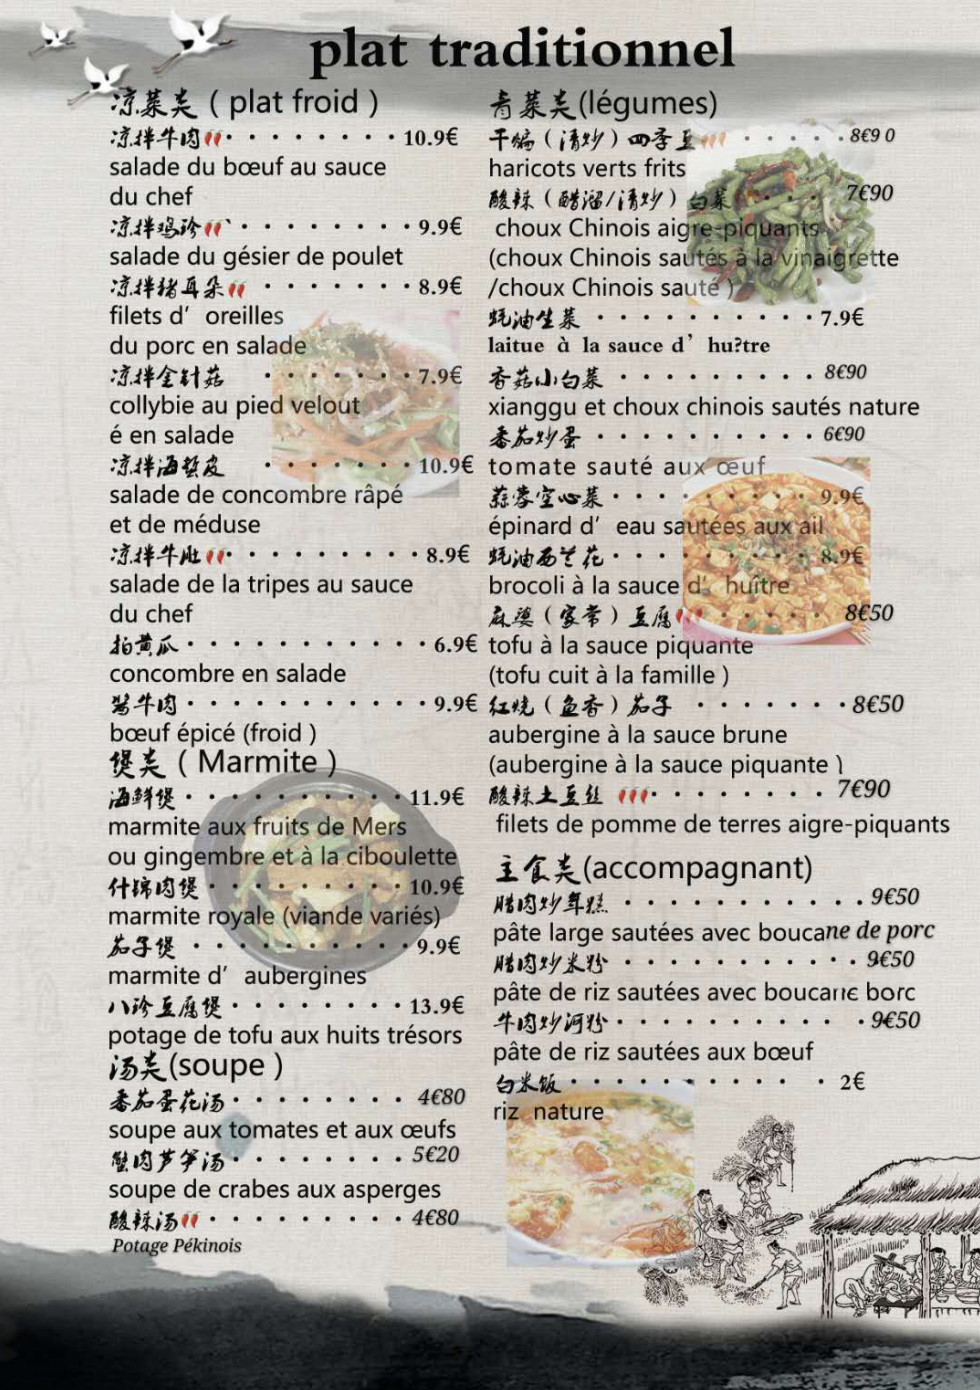 plat traditionnel
凉菜类 ( plat froid )
凉拌牛肉 · · · · · · · · 10.9€
salade du bœuf au sauce
du chef
凉拌鸡珍 ` · · · · · · · · 9.9€
salade du gésier de poulet
凉拌猪耳朵 · · · · · · · 8.9€
filets d’ oreilles
du porc en salade
凉拌金针菇 · · · · · · · 7.9€
collybie au pied velout
é en salade
凉拌海蜇皮 · · · · · · · 10.9€
salade de concombre râpé
et de méduse
凉拌牛肚 · · · · · · · · · 8.9€
salade de la tripes au sauce
du chef
拍黄瓜 · · · · · · · · · · · 6.9€
concombre en salade
酱牛肉 · · · · · · · · · · · 9.9€
bœuf épicé (froid )
煲类 ( Marmite )
海鲜煲 · · · · · · · · · · 11.9€
marmite aux fruits de Mers
ou gingembre et à la ciboulette
什锦肉煲 · · · · · · · · · 10.9€
marmite royale (viande variés)
茄子煲 · · · · · · · · · · 9.9€
marmite d’ aubergines
八珍豆腐煲 · · · · · · · · 13.9€
potage de tofu aux huits trésors
汤类(soupe )
番茄蛋花汤 · · · · · · · · 4€80
soupe aux tomates et aux œufs
蟹肉芦笋汤 · · · · · · · · 5€20
soupe de crabes aux asperges
酸辣汤 · · · · · · · · · 4€80
Potage Pékinois
青菜类(légumes)
干煸（清炒）四季豆 · · · · · 8€9 0
haricots verts frits
酸辣（醋溜/清炒）白菜 · · · · 7€90
choux Chinois aigre-piquants
(choux Chinois sautés à la vinaigrette
/choux Chinois sauté )
蚝油生菜 · · · · · · · · · · 7.9€
laitue à la sauce d’ hu?tre
香菇小白菜 · · · · · · · · · 8€90
xianggu et choux chinois sautés nature
番茄炒蛋 · · · · · · · · · · 6€90
tomate sauté aux œuf
蒜蓉空心菜 · · · · · · · · · 9.9€
épinard d’ eau sautées aux ail
蚝油西兰花 · · · · · · · · · 8.9€
brocoli à la sauce d’ huître
麻婆（家常）豆腐 · · · · · · · 8€50
tofu à la sauce piquante
(tofu cuit à la famille )
红烧（鱼香）茄子 · · · · · · · 8€50
aubergine à la sauce brune
(aubergine à la sauce piquante )
酸辣土豆丝 · · · · · · · · 7€90
filets de pomme de terres aigre-piquants
主食类(accompagnant)
腊肉炒年糕 · · · · · · · · · · · 9€50
pâte large sautées avec boucane de porc
腊肉炒米粉 · · · · · · · · · · · 9€50
pâte de riz sautées avec boucane borc
牛肉炒河粉 · · · · · · · · · · · 9€50
pâte de riz sautées aux bœuf
白米饭 · · · · · · · · · · · 2€
riz nature